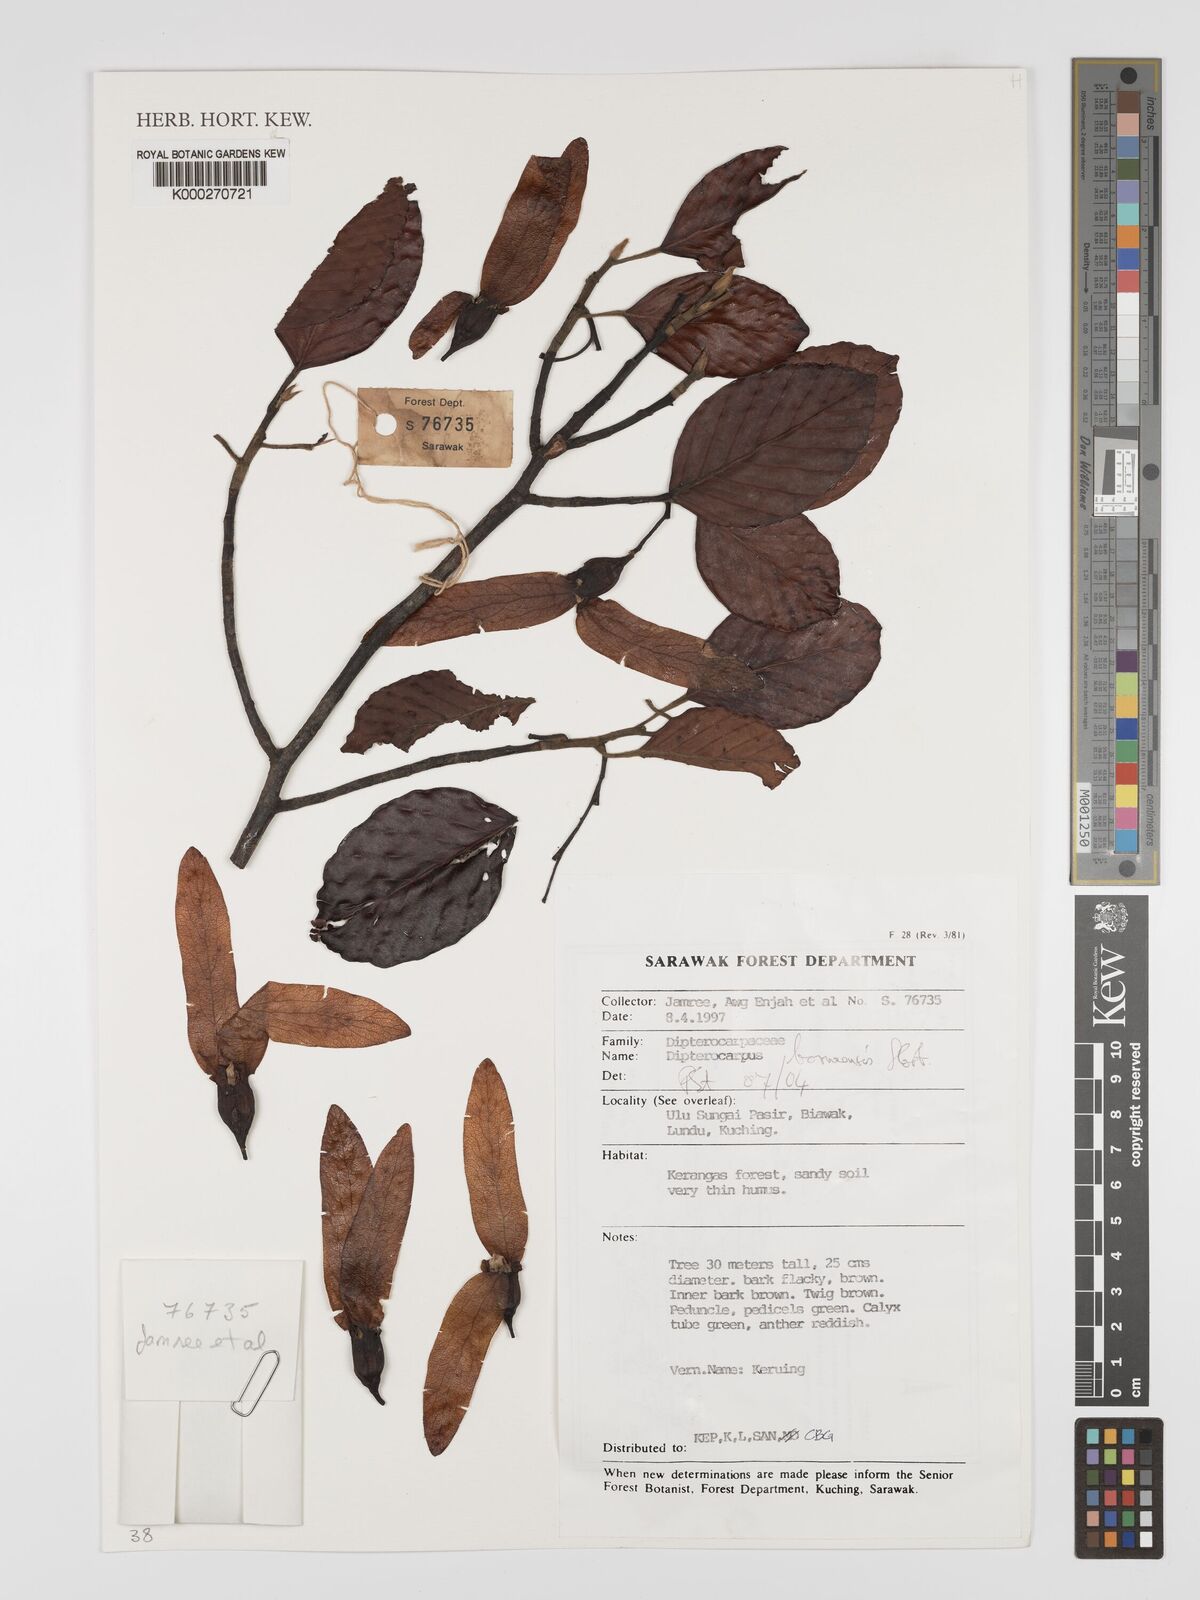 HERB. HORT. KEW.
ROYAL BOTANIC GARDENS KEW
K000270721
H
Forest Dept.
S 76735
Sarawak
F 28 (Rev. 3/81)
SARAWAK FOREST DEPARTMENT
Collector: Jamree, Awg Enjah et al No. S. 76735
Date: 8.4.1997
Family: Dipterocarpaceae
Name: Dipterocarpus borneensis Sloot.
Det: 07/04
Locality (See overleaf):
Ulu Sungai Pasir, Biawak,
Lundu, Kuching.
Habitat:
Kerangas forest, sandy soil
very thin humus.
Notes:
Tree 30 meters tall, 25 cms
diameter. bark flacky, brown.
Inner bark brown. Twig brown.
Peduncle, pedicels green. Calyx
tube green, anther reddish.
Vern.Name: Keruing
Distributed to: KEP,K,L,SAN, CBG
When new determinations are made please inform the Senior
Forest Botanist, Forest Department, Kuching, Sarawak.
76735
Jamree et al
38
inches
Density
Don Williams
centimeters
M001250
Kew
Royal Botanic Gardens
copyright reserved
0 1 2 3 4 5 6 7 8 9 10
cm